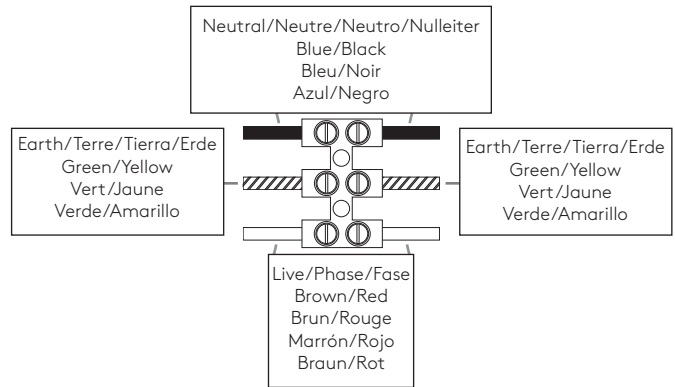 Neutral/Neutre/Neutro/Nulleiter
Blue/Black
Bleu/Noir
Azul/Negro
Earth/Terre/Tierra/Erde
Green/Yellow
Vert/Jaune
Verde/Amarillo
Earth/Terre/Tierra/Erde
Green/Yellow
Vert/Jaune
Verde/Amarillo
Live/Phase/Fase
Brown/Red
Brun/Rouge
Marrón/Rojo
Braun/Rot